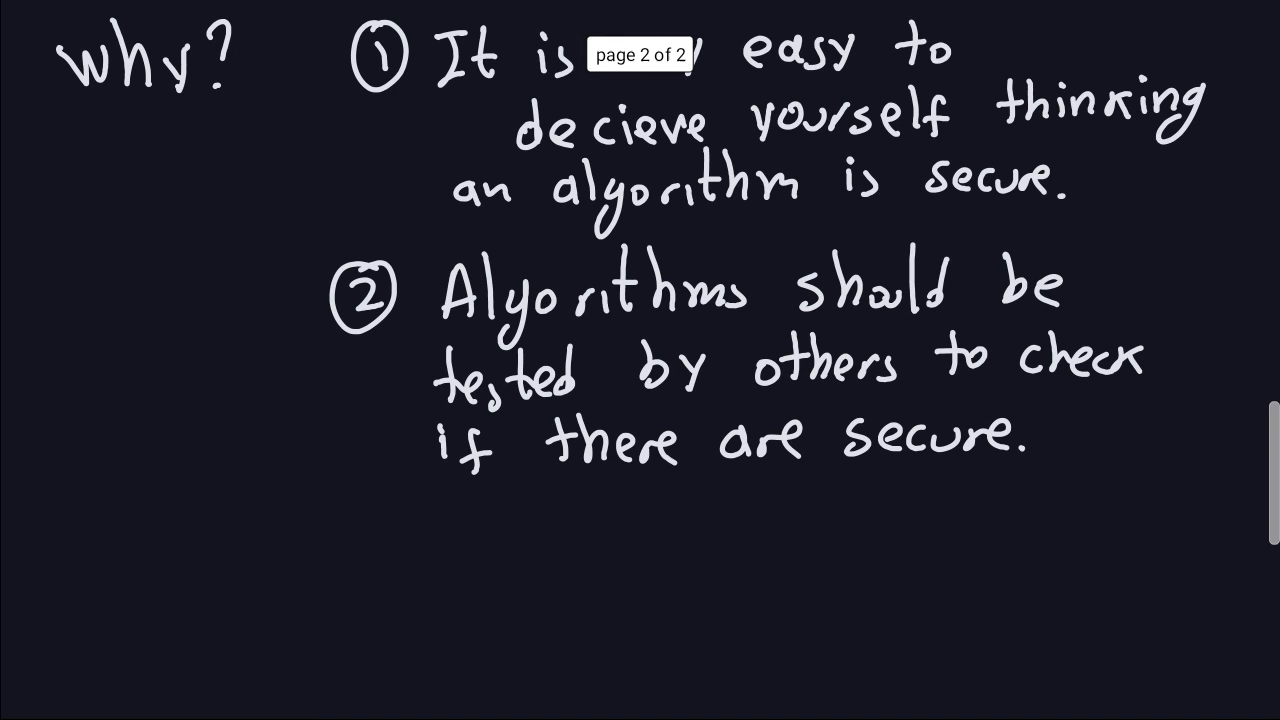 why? ① It is easy to
page 2 of 2
decieve yourself thinking
an algorithm is secure.
② Algorithms should be
tested by others to check
if there are secure.